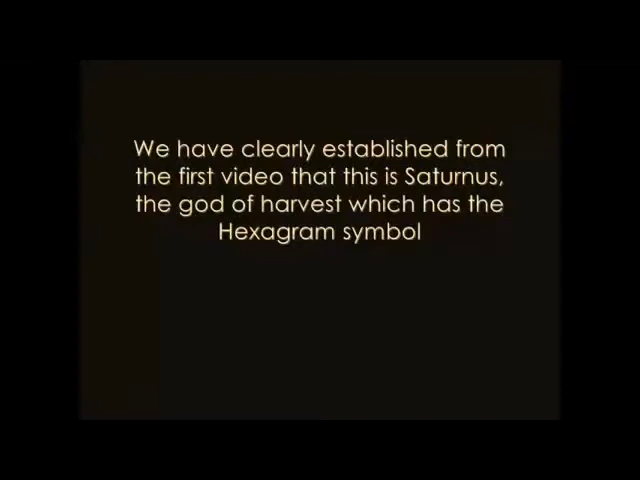 We have clearly established from
the first video that this is Saturnus,
the god of harvest which has the
Hexagram symbol